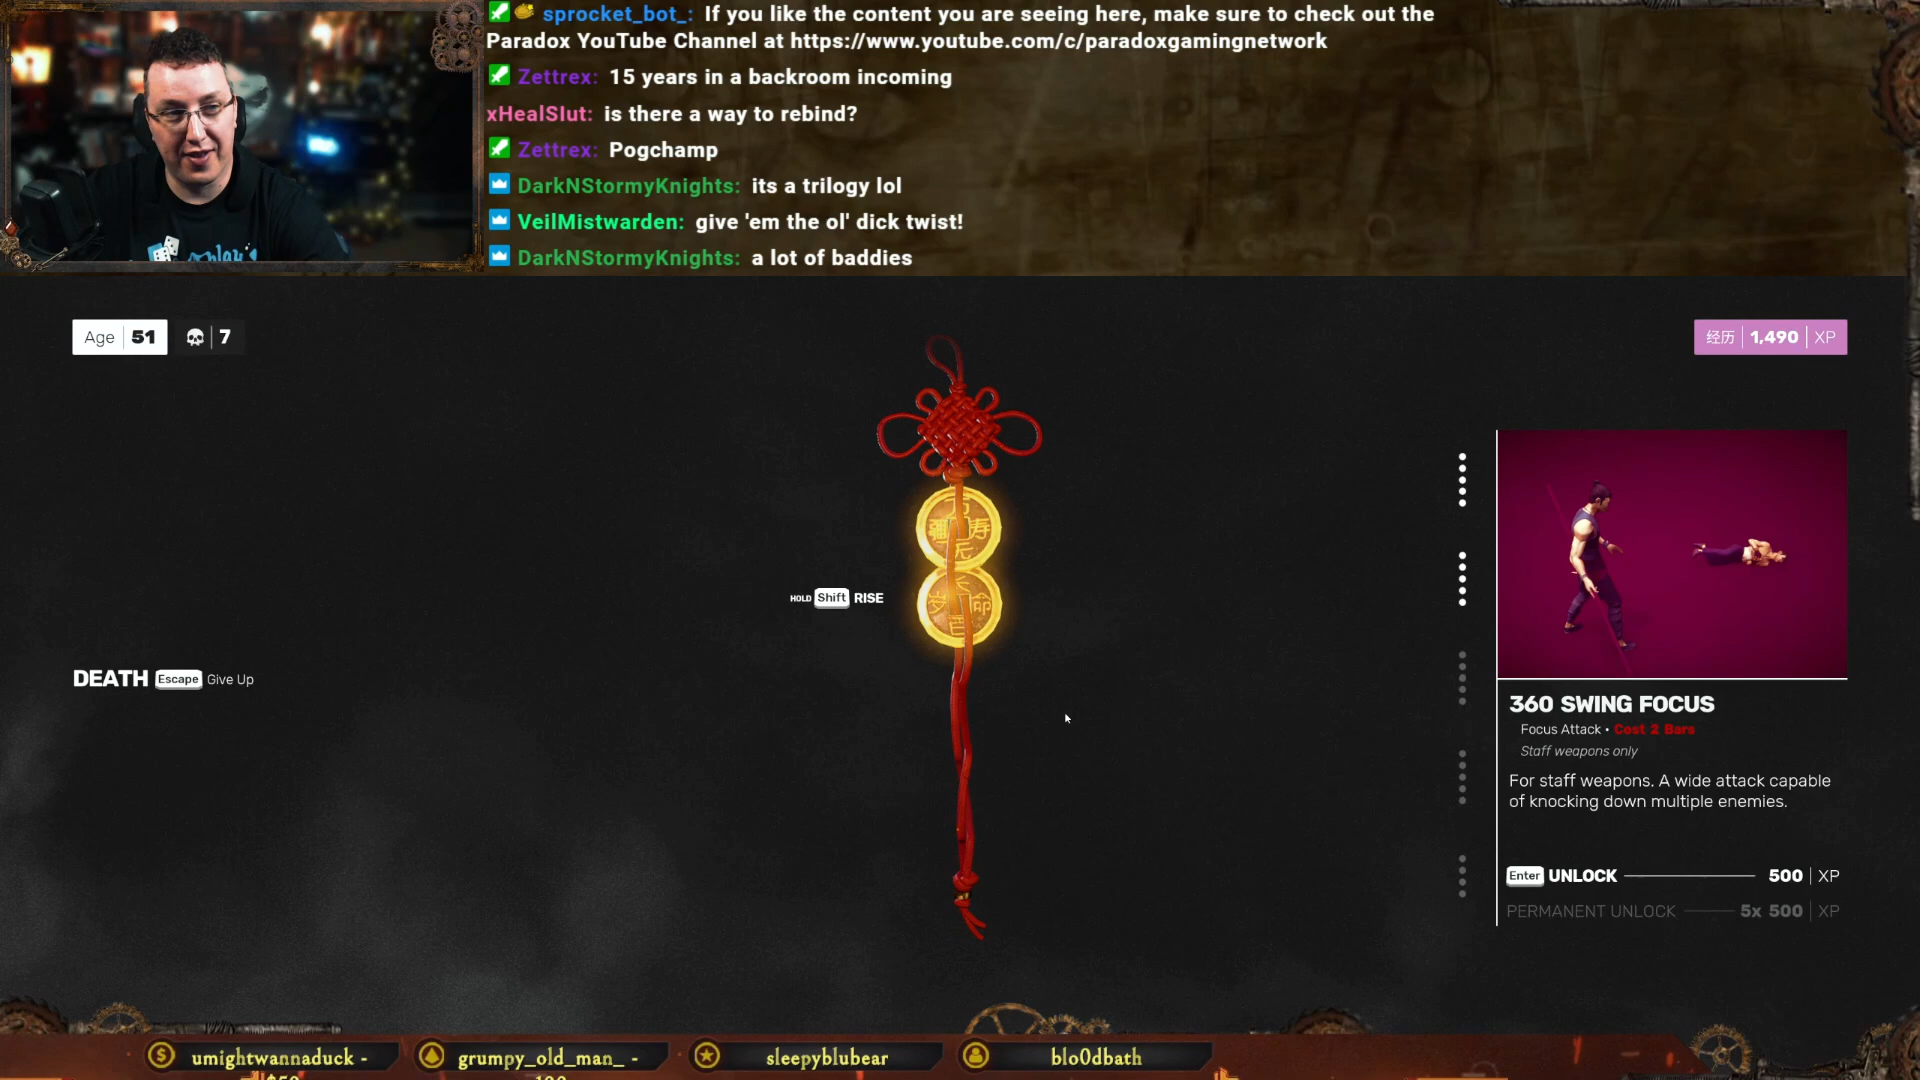 sprocket_bot_: If you like the content you are seeing here, make sure to check out the
Paradox YouTube Channel at https://www.youtube.com/c/paradoxgamingnetwork
Zettrex: 15 years in a backroom incoming
xHealSlut: is there a way to rebind?
Zettrex: Pogchamp
DarkNStormyKnights: its a trilogy lol
VeilMistwarden: give 'em the ol' dick twist!
DarkNStormyKnights: a lot of baddies
Age 51 7
经历 1,490 XP
HOLD Shift RISE
DEATH Escape Give Up
360 SWING FOCUS
Focus Attack • Cost 2 Bars
Staff weapons only
For staff weapons. A wide attack capable
of knocking down multiple enemies.
Enter UNLOCK 500 XP
PERMANENT UNLOCK 5x 500 XP
umightwannaduck -
grumpy_old_man_ -
sleepyblubear
blo0dbath